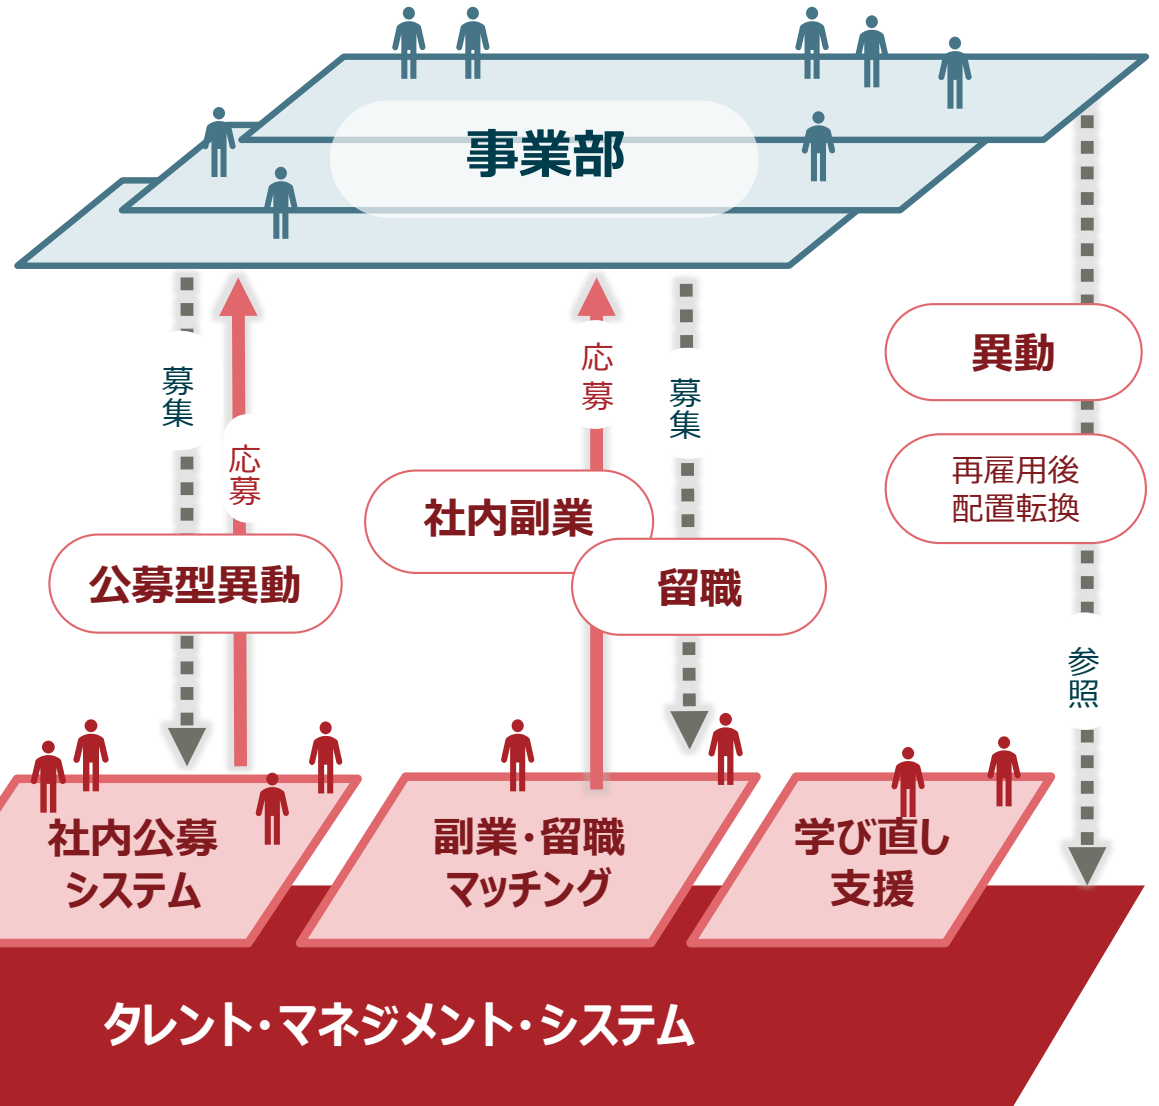 事業部
募集
応募
応募
募集
異動
再雇用後
配置転換
社内副業
公募型異動
留職
参照
社内公募
システム
副業・留職
マッチング
学び直し
支援
タレント・マネジメント・システム